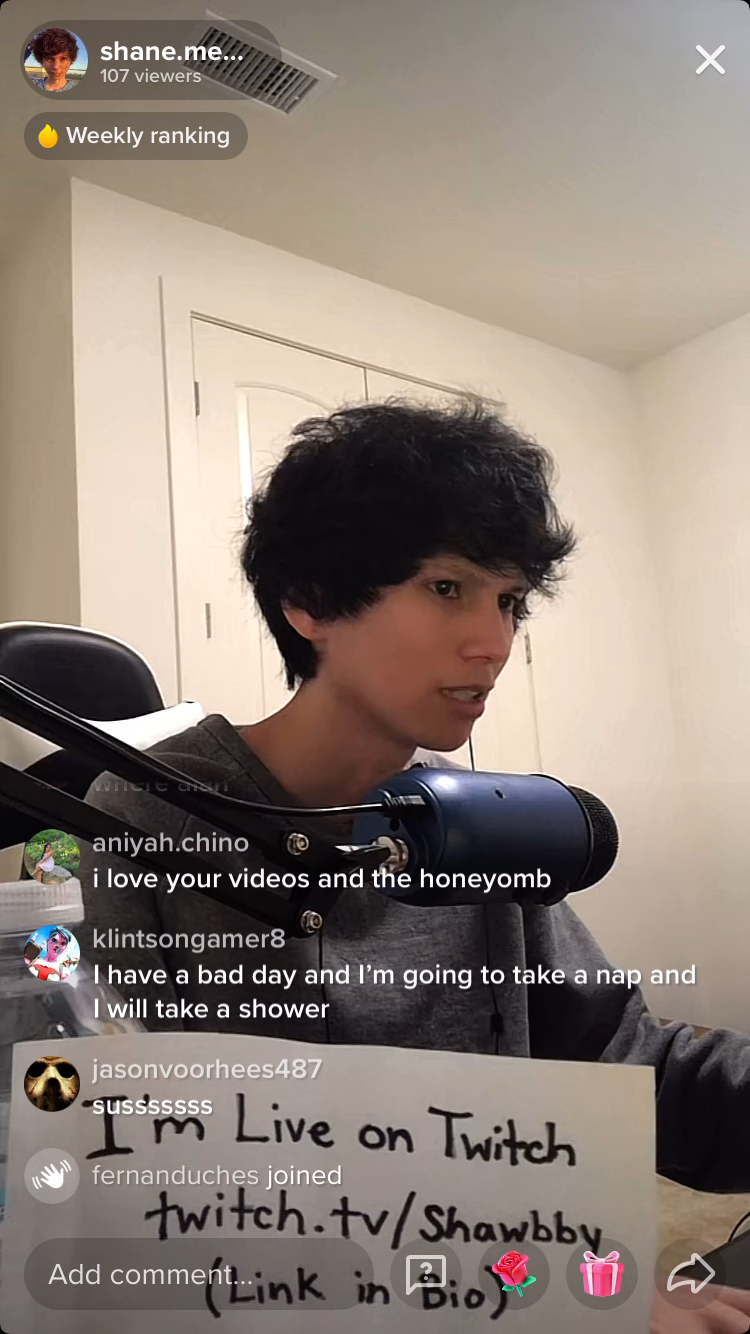 shane.me...
107 viewers
Weekly ranking
aniyah.chino
i love your videos and the honeyomb
klintsongamer8
I have a bad day and I'm going to take a nap and
I will take a shower
jasonvoorhees487
susssssss
I'm Live on Twitch
fernanduches joined
twitch.tv/Shawbby
Add comment...
(Link in Bio)